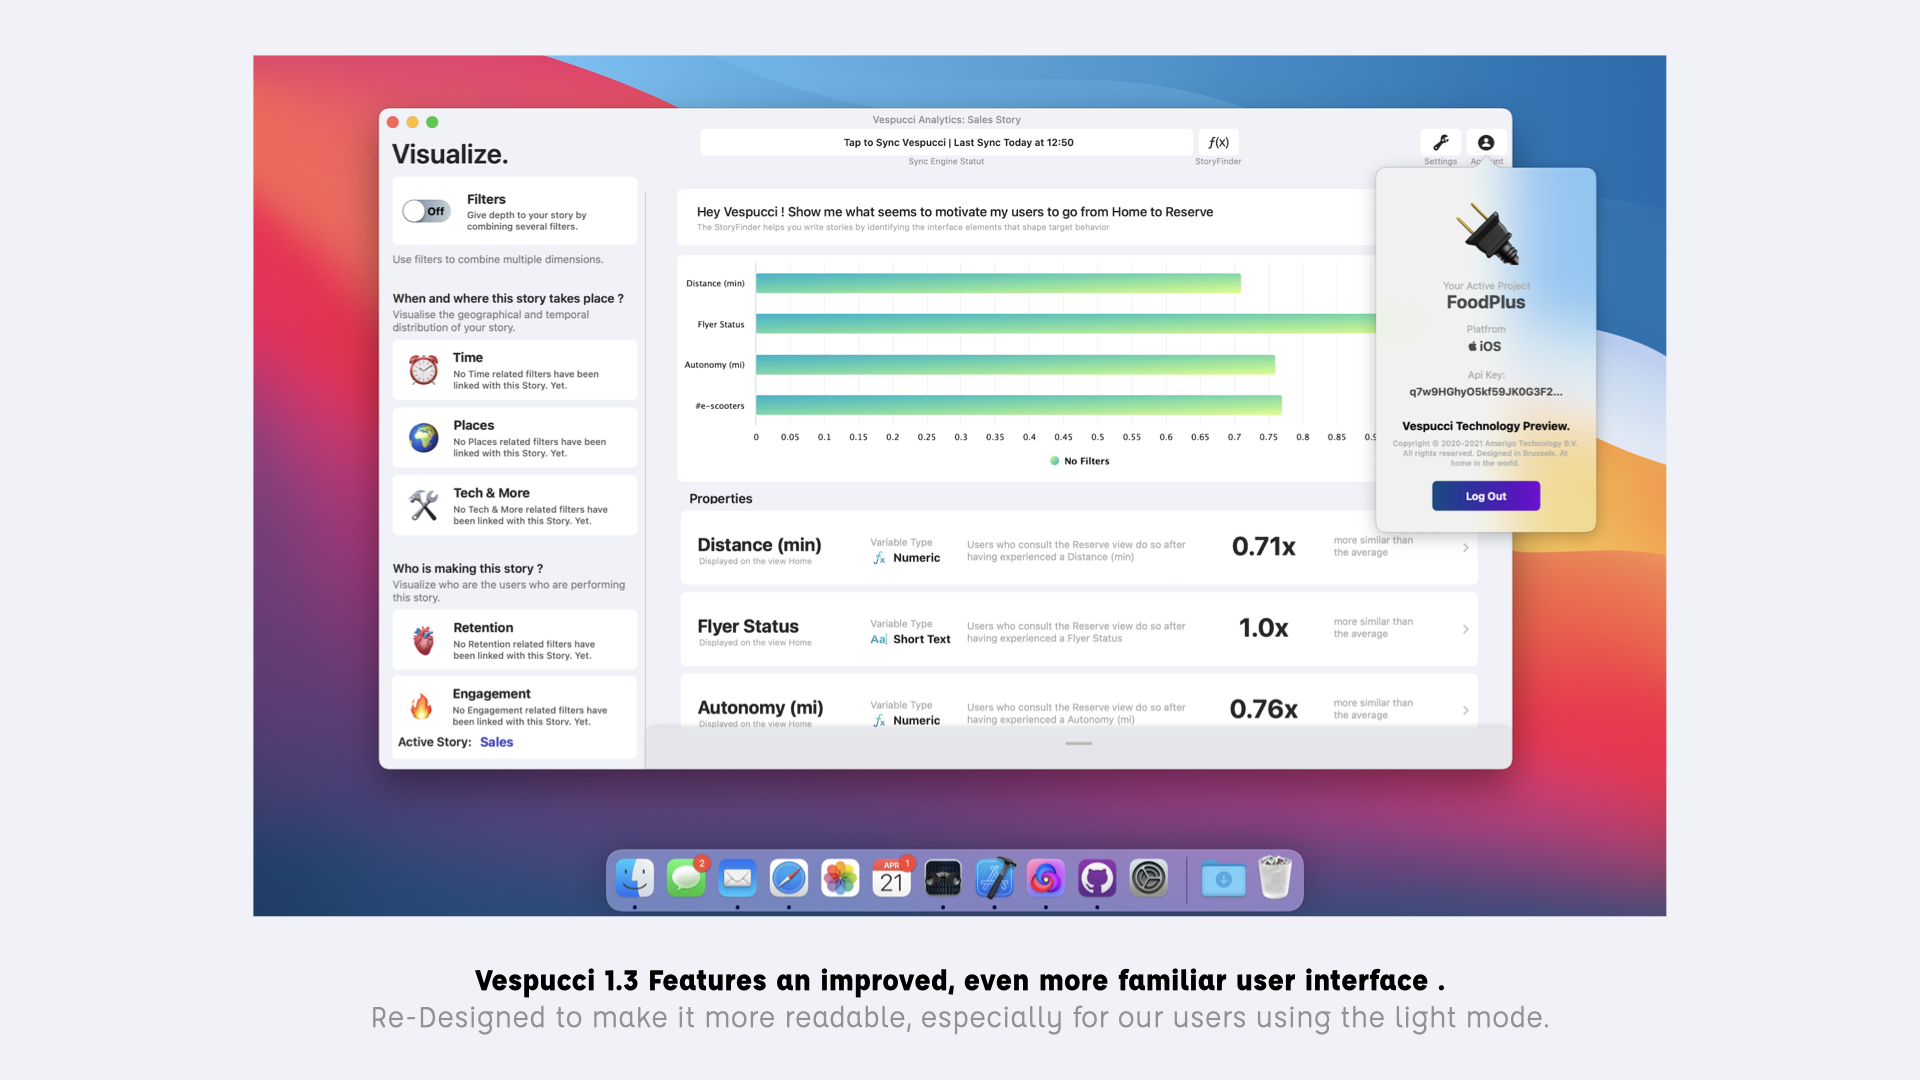 Vespucci Analytics: Sales Story
Visualize.
Tap to Sync Vespucci | Last Sync Today at 12:50
Sync Engine Statut
ƒ(x)
StoryFinder
Settings
Off
Filters
Give depth to your story by
combining several filters.
Use filters to combine multiple dimensions.
When and where this story takes place ?
Visualise the geographical and temporal
distribution of your story.
Time
No Time related filters have been
linked with this Story. Yet.
Places
No Places related filters have been
linked with this Story. Yet.
Tech & More
No Tech & More related filters have
been linked with this Story. Yet.
Who is making this story ?
Visualize who are the users who are performing
this story.
Retention
No Retention related filters have
been linked with this Story. Yet.
Engagement
No Engagement related filters have
been linked with this Story. Yet.
Active Story: Sales
Hey Vespucci ! Show me what seems to motivate my users to go from Home to Reserve
The StoryFinder helps you write stories by identifying the interface elements that shape target behavior
Distance (min)
Flyer Status
Autonomy (mi)
#e-scooters
0 0.05 0.1 0.15 0.2 0.25 0.3 0.35 0.4 0.45 0.5 0.55 0.6 0.65 0.7 0.75 0.8 0.85
No Filters
Properties
Distance (min)
Displayed on the view Home
Variable Type
fx Numeric
Users who consult the Reserve view do so after
having experienced a Distance (min)
0.71x
more similar than
the average
Flyer Status
Displayed on the view Home
Variable Type
Aa Short Text
Users who consult the Reserve view do so after
having experienced a Flyer Status
1.0x
more similar than
the average
Autonomy (mi)
Displayed on the view Home
Variable Type
fx Numeric
Users who consult the Reserve view do so after
having experienced a Autonomy (mi)
0.76x
more similar than
the average
Your Active Project
FoodPlus
Platfrom
iOS
Api Key:
q7w9HGhyO5kf59JK0G3F2...
Vespucci Technology Preview.
Copyright © 2020-2021 Amerigo Technology B.V.
All rights reserved. Designed in Brussels. At
home in the world.
Log Out
2
APR
1
21
Vespucci 1.3 Features an improved, even more familiar user interface .
Re-Designed to make it more readable, especially for our users using the light mode.